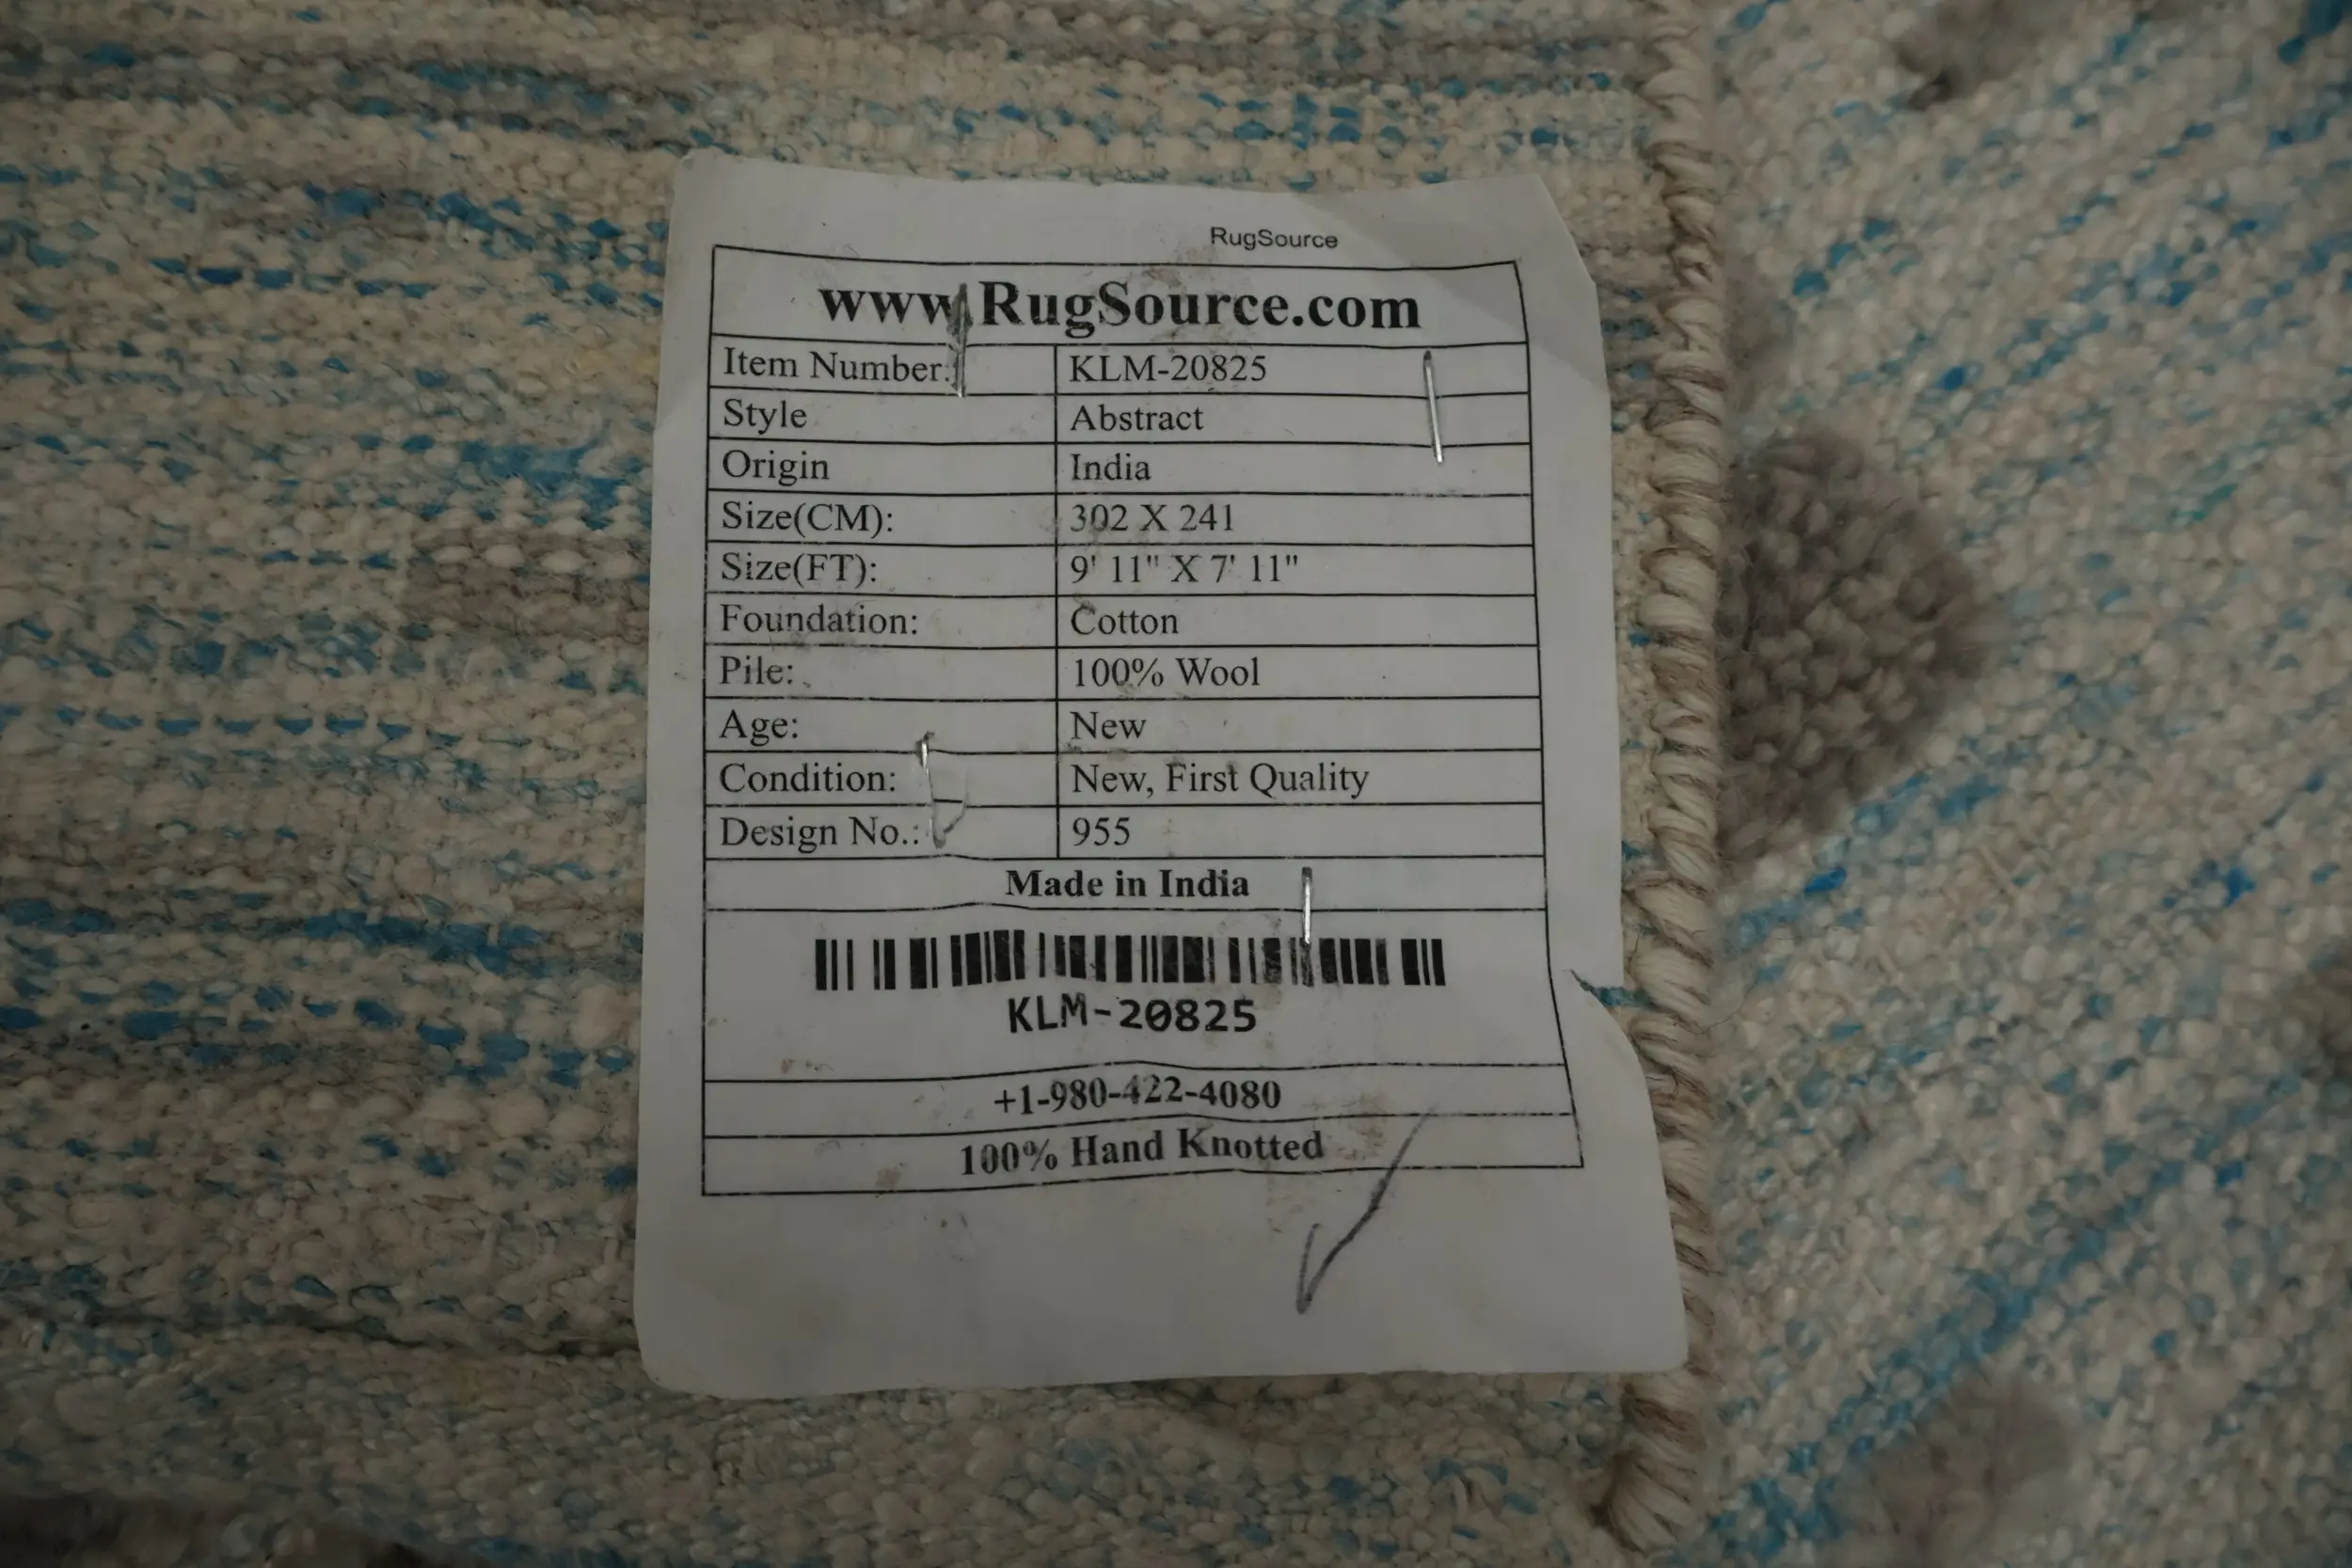 RugSource
www.RugSource.com
Item Number: KLM-20825
Style Abstract
Origin India
Size(CM): 302 X 241
Size(FT): 9' 11" X 7' 11"
Foundation: Cotton
Pile: 100% Wool
Age: New
Condition: New, First Quality
Design No.: 955
Made in India
KLM-20825
+1-980-422-4080
100% Hand Knotted